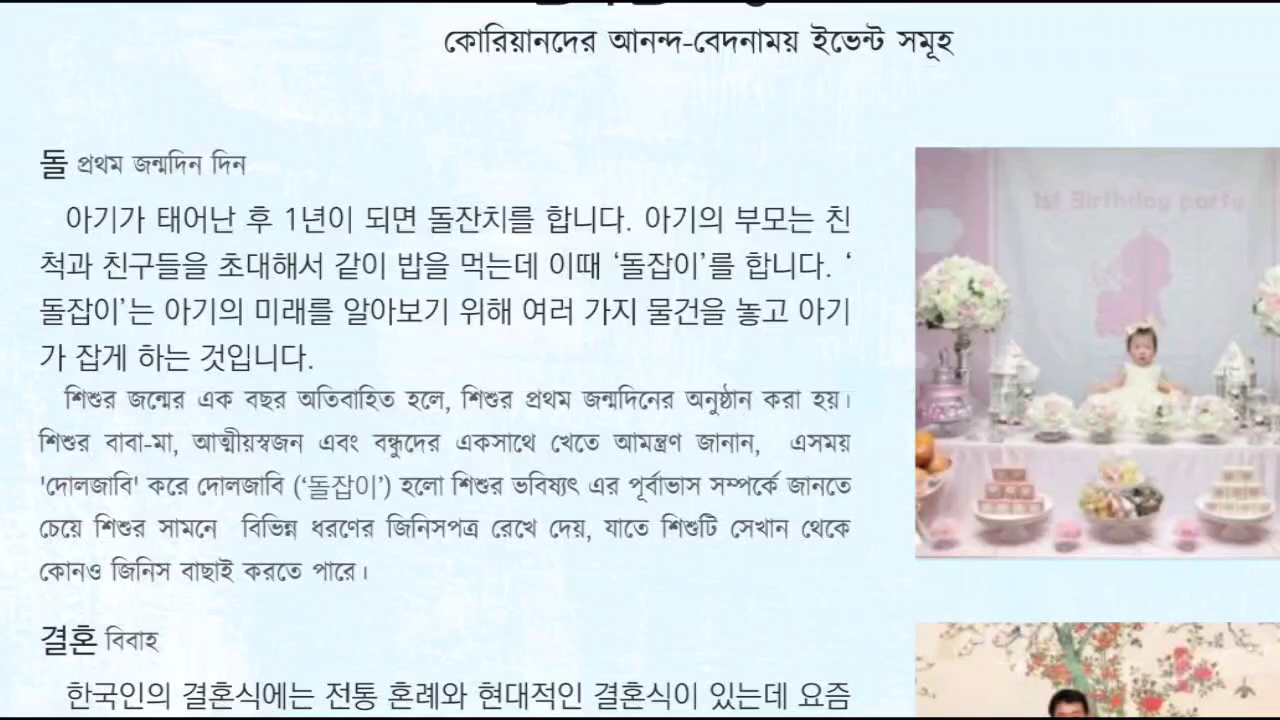 কোরিয়ানদের আনন্দ-বেদনাময় ইভেন্ট সমূহ
돌 প্রথম জন্মদিন দিন
아기가 태어난 후 1년이 되면 돌잔치를 합니다. 아기의 부모는 친
척과 친구들을 초대해서 같이 밥을 먹는데 이때 ‘돌잡이’를 합니다. ‘
돌잡이’는 아기의 미래를 알아보기 위해 여러 가지 물건을 놓고 아기
가 잡게 하는 것입니다.
শিশুর জন্মের এক বছর অতিবাহিত হলে, শিশুর প্রথম জন্মদিনের অনুষ্ঠান করা হয়।
শিশুর বাবা-মা, আত্মীয়স্বজন এবং বন্ধুদের একসাথে খেতে আমন্ত্রণ জানান, এসময়
'দোলজাবি' করে দোলজাবি (‘돌잡이’) হলো শিশুর ভবিষ্যৎ এর পূর্বাভাস সম্পর্কে জানতে
চেয়ে শিশুর সামনে বিভিন্ন ধরণের জিনিসপত্র রেখে দেয়, যাতে শিশুটি সেখান থেকে
কোনও জিনিস বাছাই করতে পারে।
1st Birthday party
결혼 বিবাহ
한국인의 결혼식에는 전통 혼례와 현대적인 결혼식이 있는데 요즘